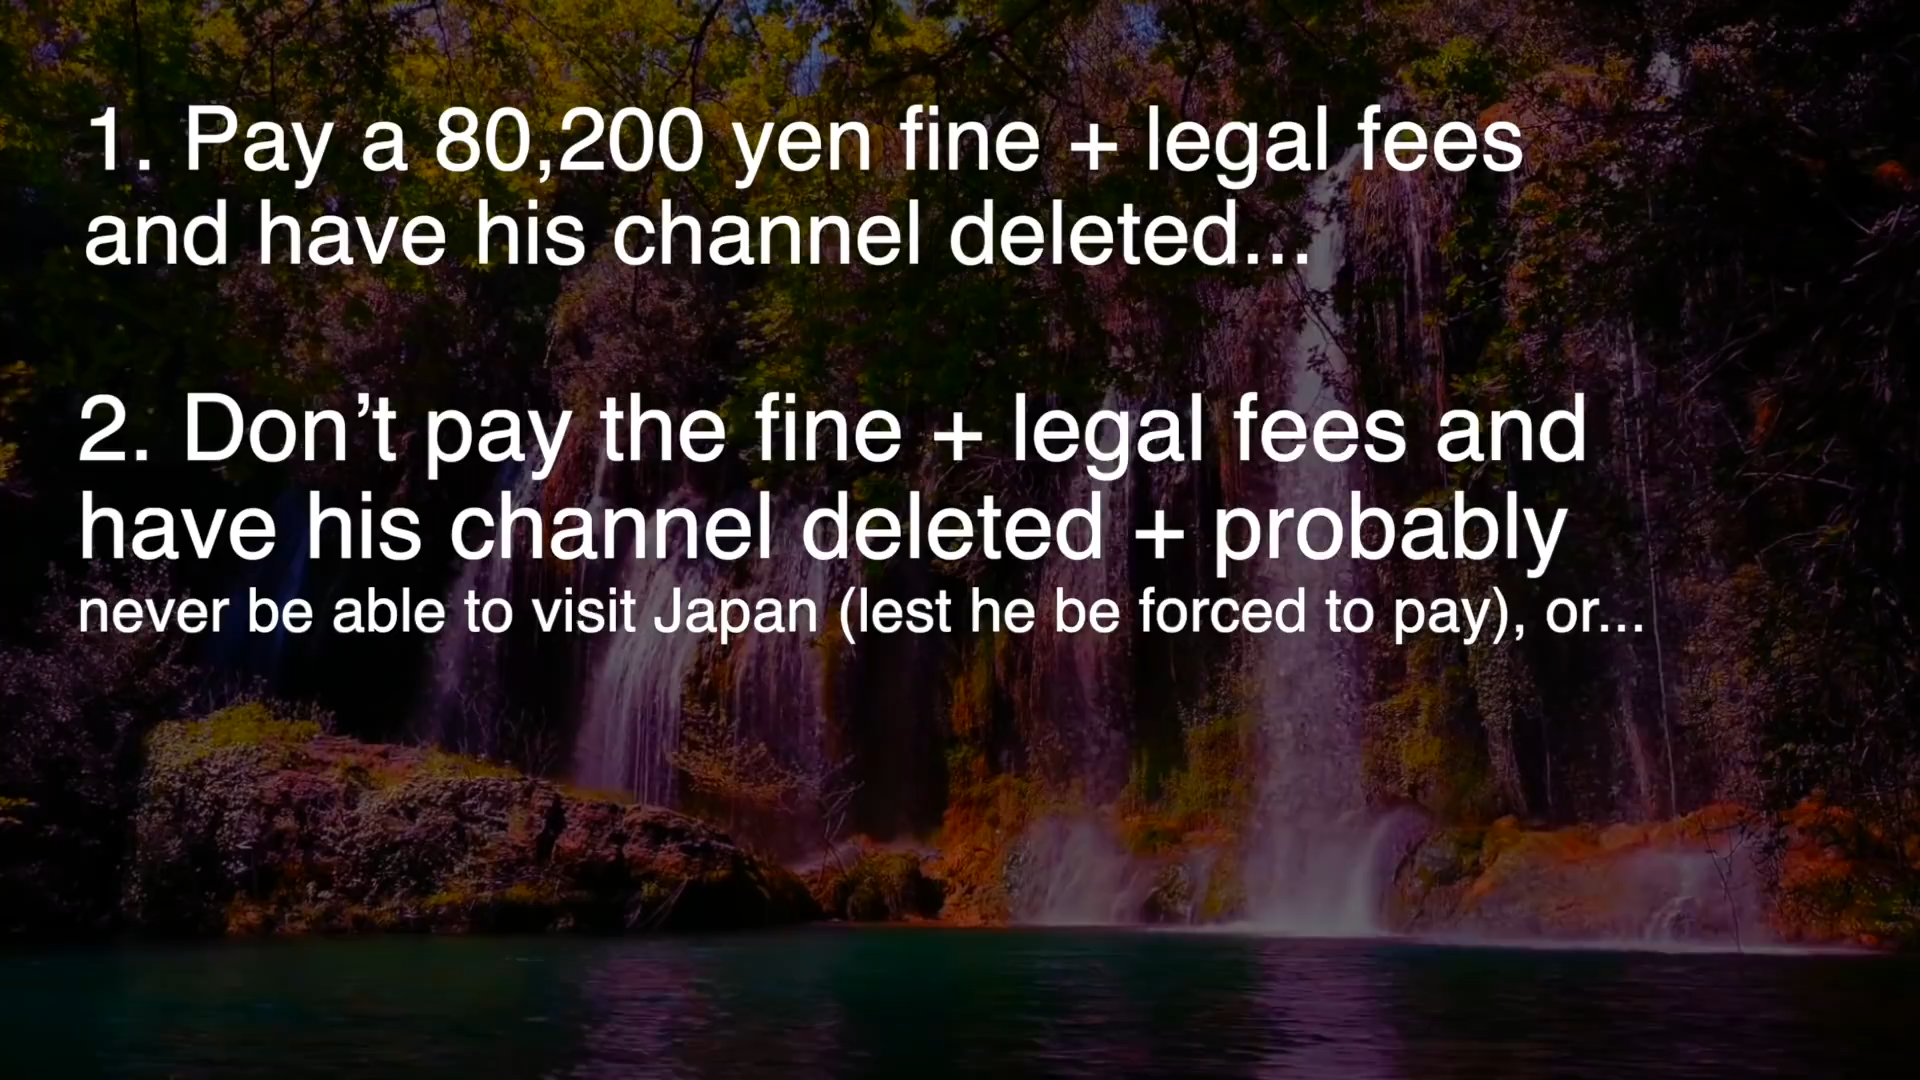 1. Pay a 80,200 yen fine + legal fees
and have his channel deleted...
2. Don’t pay the fine + legal fees and
have his channel deleted + probably
never be able to visit Japan (lest he be forced to pay), or...